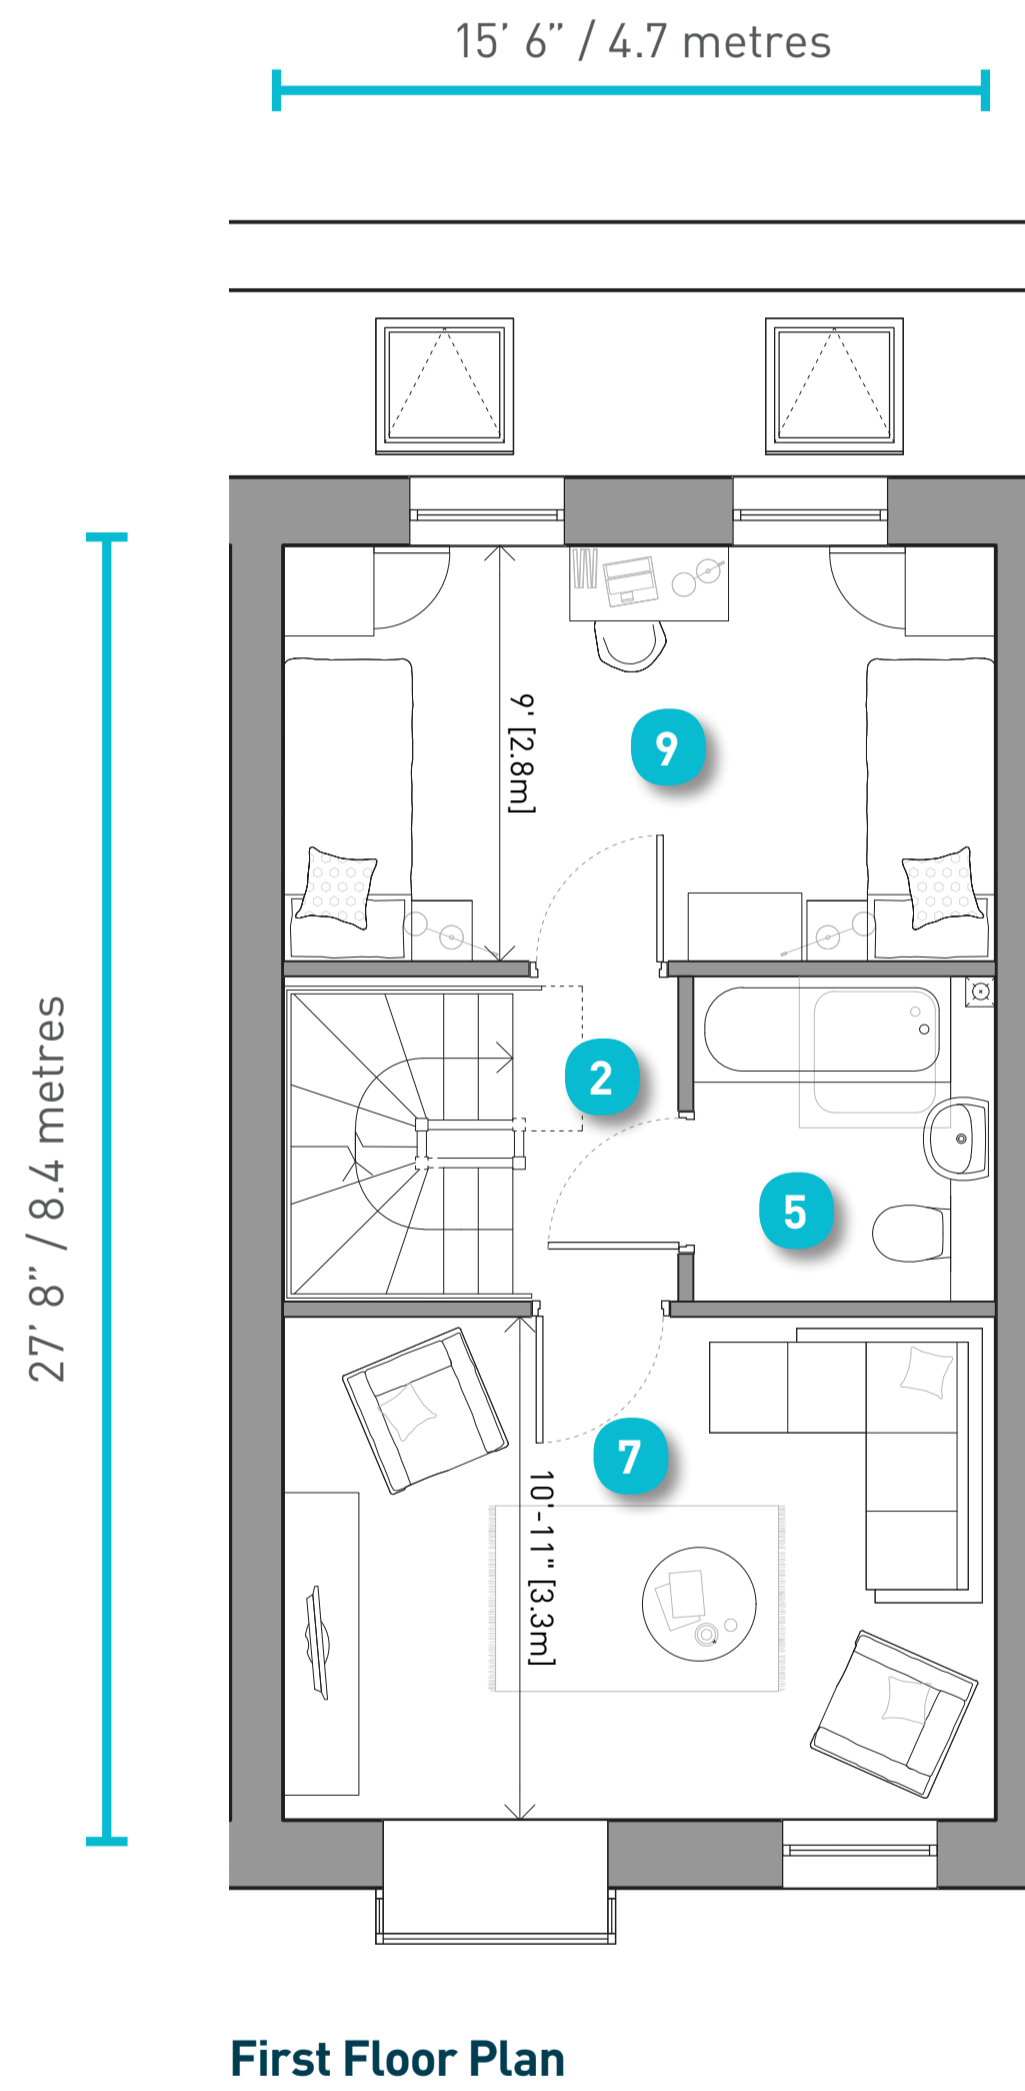 15’ 6” / 4.7 metres
27’ 8” / 8.4 metres
9' [2.8m]
9
2
5
7
10'-11" [3.3m]
First Floor Plan